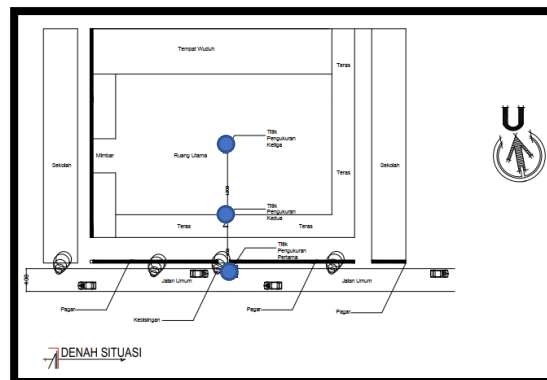 Tempat Wuduh
Teras
Titik
Pengukuran
Ketiga
Sekolah
Mimbar
Ruang Utama
Sekolah
Teras
Titik
Pengukuran
Kedua
Teras
Teras
Titik
Pengukuran
Pertama
Jalan Umum
Jalan Umum
Pagar
Kebisingan
Pagar
Pagar
U
DENAH SITUASI